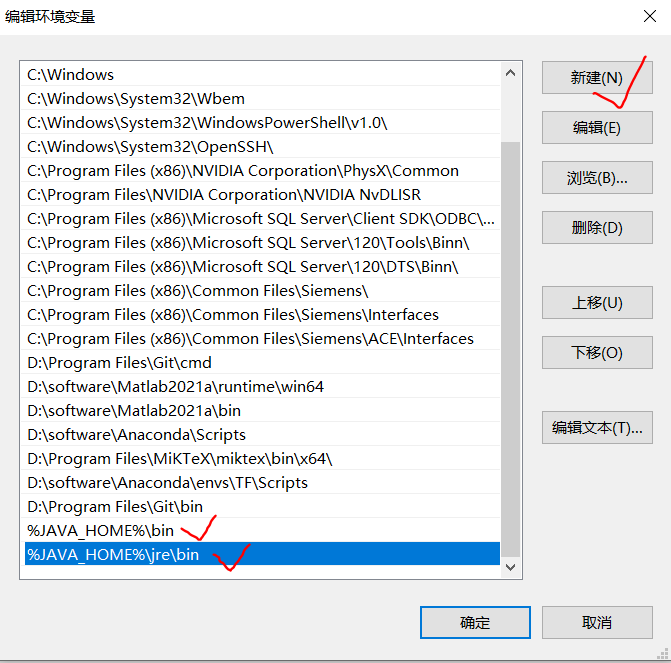 编辑环境变量
C:\Windows
C:\Windows\System32\Wbem
C:\Windows\System32\WindowsPowerShell\v1.0\
C:\Windows\System32\OpenSSH\
C:\Program Files (x86)\NVIDIA Corporation\PhysX\Common
C:\Program Files\NVIDIA Corporation\NVIDIA NvDLISR
C:\Program Files (x86)\Microsoft SQL Server\Client SDK\ODBC\...
C:\Program Files (x86)\Microsoft SQL Server\120\Tools\Binn\
C:\Program Files (x86)\Microsoft SQL Server\120\DTS\Binn\
C:\Program Files (x86)\Common Files\Siemens\
C:\Program Files (x86)\Common Files\Siemens\Interfaces
C:\Program Files (x86)\Common Files\Siemens\ACE\Interfaces
D:\Program Files\Git\cmd
D:\software\Matlab2021a\runtime\win64
D:\software\Matlab2021a\bin
D:\software\Anaconda\Scripts
D:\Program Files\MiKTeX\miktex\bin\x64\
D:\software\Anaconda\envs\TF\Scripts
D:\Program Files\Git\bin
%JAVA_HOME%\bin
%JAVA_HOME%\jre\bin
新建(N)
编辑(E)
浏览(B)...
删除(D)
上移(U)
下移(O)
编辑文本(T)...
确定
取消